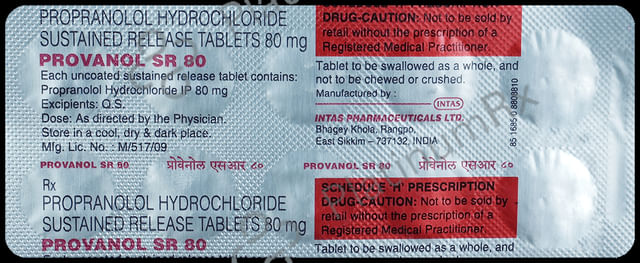 PROPRANOLOL HYDROCHLORIDE
SUSTAINED RELEASE TABLETS 80 mg
PROVANOL SR 80
Each uncoated sustained release tablet contains:
Propranolol Hydrochloride IP 80 mg
Excipients: Q.S.
Dose: As directed by the Physician.
Store in a cool, dry & dark place.
Mfg. Lic. No. : M/517/09
DRUG-CAUTION: Not to be sold by
retail without the prescription of a
Registered Medical Practitioner.
Tablet to be swallowed as a whole, and
not to be chewed or crushed.
Manufactured by :
INTAS
INTAS PHARMACEUTICALS LTD.
Bhagey Khola, Rangpo,
East Sikkim – 737132, INDIA
85 1685 0 8808810
PROVANOL SR 80 प्रोवेनोल एसआर ८० PROVANOL SR 80 प्रोवेनोल एसआर ८०
Rx
PROPRANOLOL HYDROCHLORIDE
SUSTAINED RELEASE TABLETS 80 mg
PROVANOL SR 80
SCHEDULE 'H' PRESCRIPTION
DRUG-CAUTION: Not to be sold by
retail without the prescription of a
Registered Medical Practitioner.
Tablet to be swallowed as a whole, and